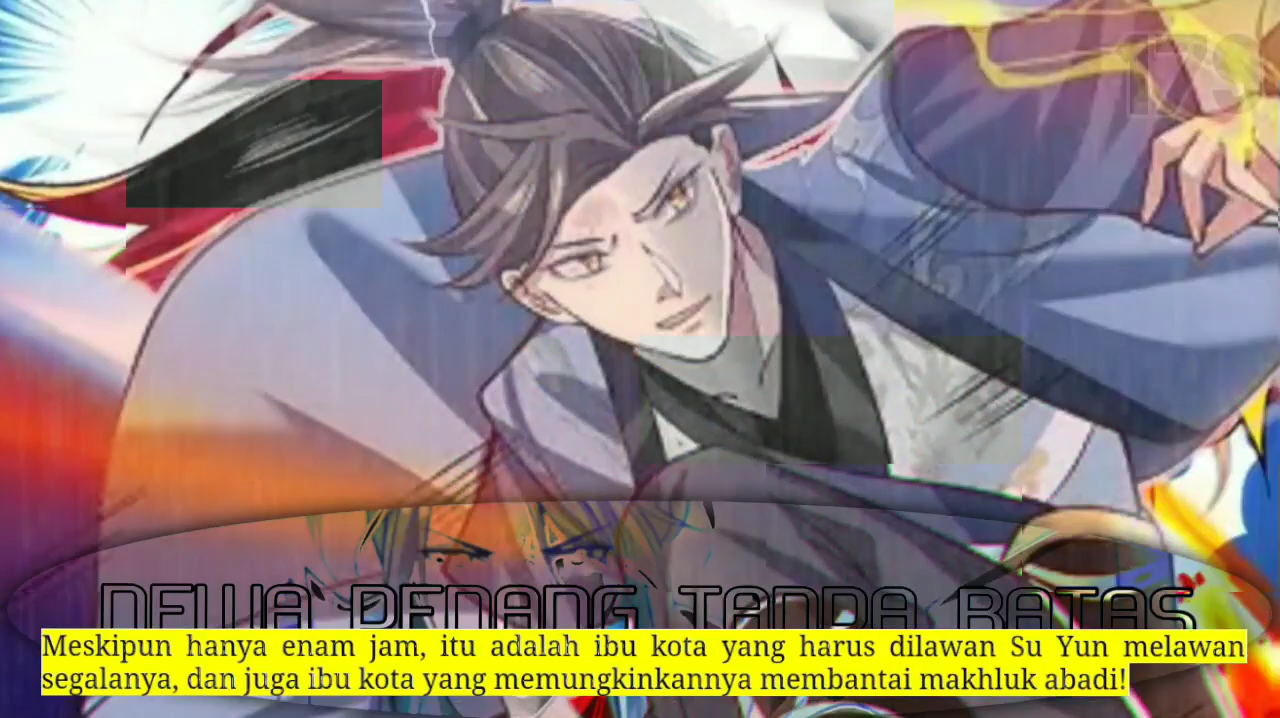 179
DEWA PEDANG TANPA BATAS
Meskipun hanya enam jam, itu adalah ibu kota yang harus dilawan Su Yun melawan
segalanya, dan juga ibu kota yang memungkinkannya membantai makhluk abadi!